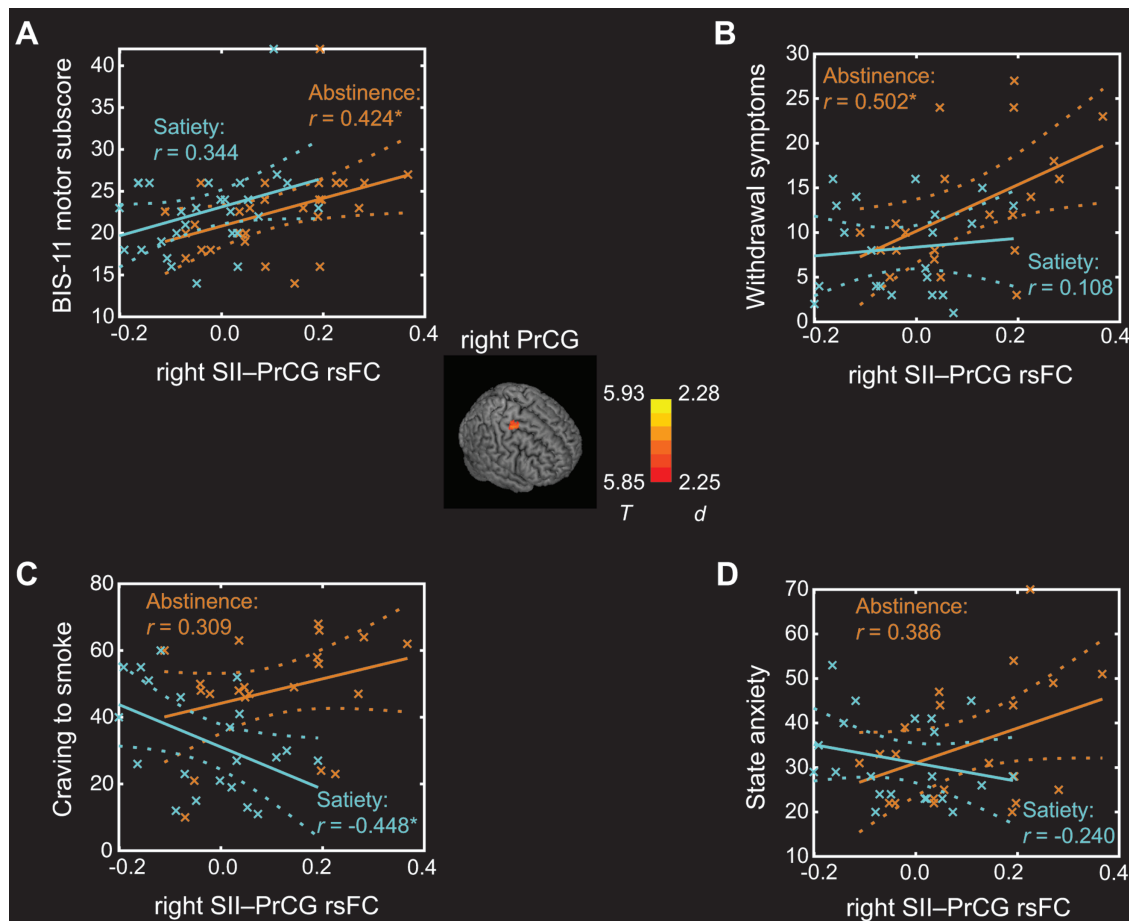 A
BIS-11 motor subscore
40
35
30
25
20
15
10
Abstinence:
r = 0.424*
Satiety:
r = 0.344
-0.2
0.0
0.2
0.4
right SII–PrCG rsFC
B
Withdrawal symptoms
30
25
20
15
10
5
0
Abstinence:
r = 0.502*
Satiety:
r = 0.108
-0.2
0.0
0.2
0.4
right SII–PrCG rsFC
right PrCG
5.93
2.28
5.85
2.25
T
d
C
Craving to smoke
80
60
40
20
0
Abstinence:
r = 0.309
Satiety:
r = -0.448*
-0.2
0.0
0.2
0.4
right SII–PrCG rsFC
D
State anxiety
70
60
50
40
30
20
10
Abstinence:
r = 0.386
Satiety:
r = -0.240
-0.2
0.0
0.2
0.4
right SII–PrCG rsFC